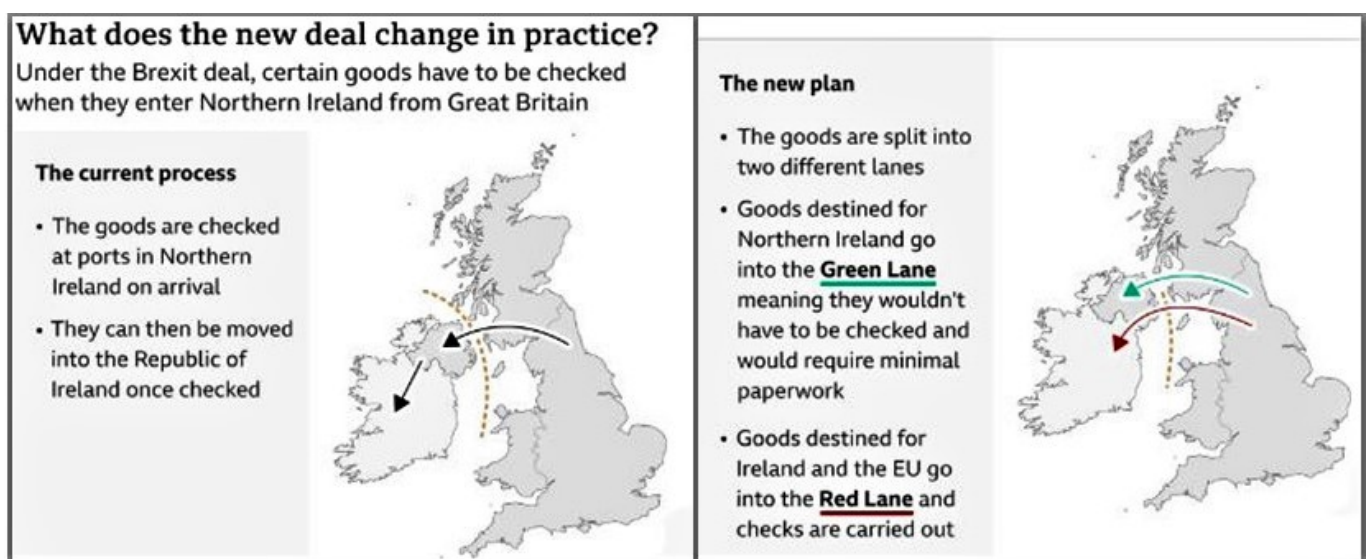 What does the new deal change in practice?
Under the Brexit deal, certain goods have to be checked
when they enter Northern Ireland from Great Britain
The current process
• The goods are checked
at ports in Northern
Ireland on arrival
• They can then be moved
into the Republic of
Ireland once checked
The new plan
• The goods are split into
two different lanes
• Goods destined for
Northern Ireland go
into the Green Lane
meaning they wouldn't
have to be checked and
would require minimal
paperwork
• Goods destined for
Ireland and the EU go
into the Red Lane and
checks are carried out